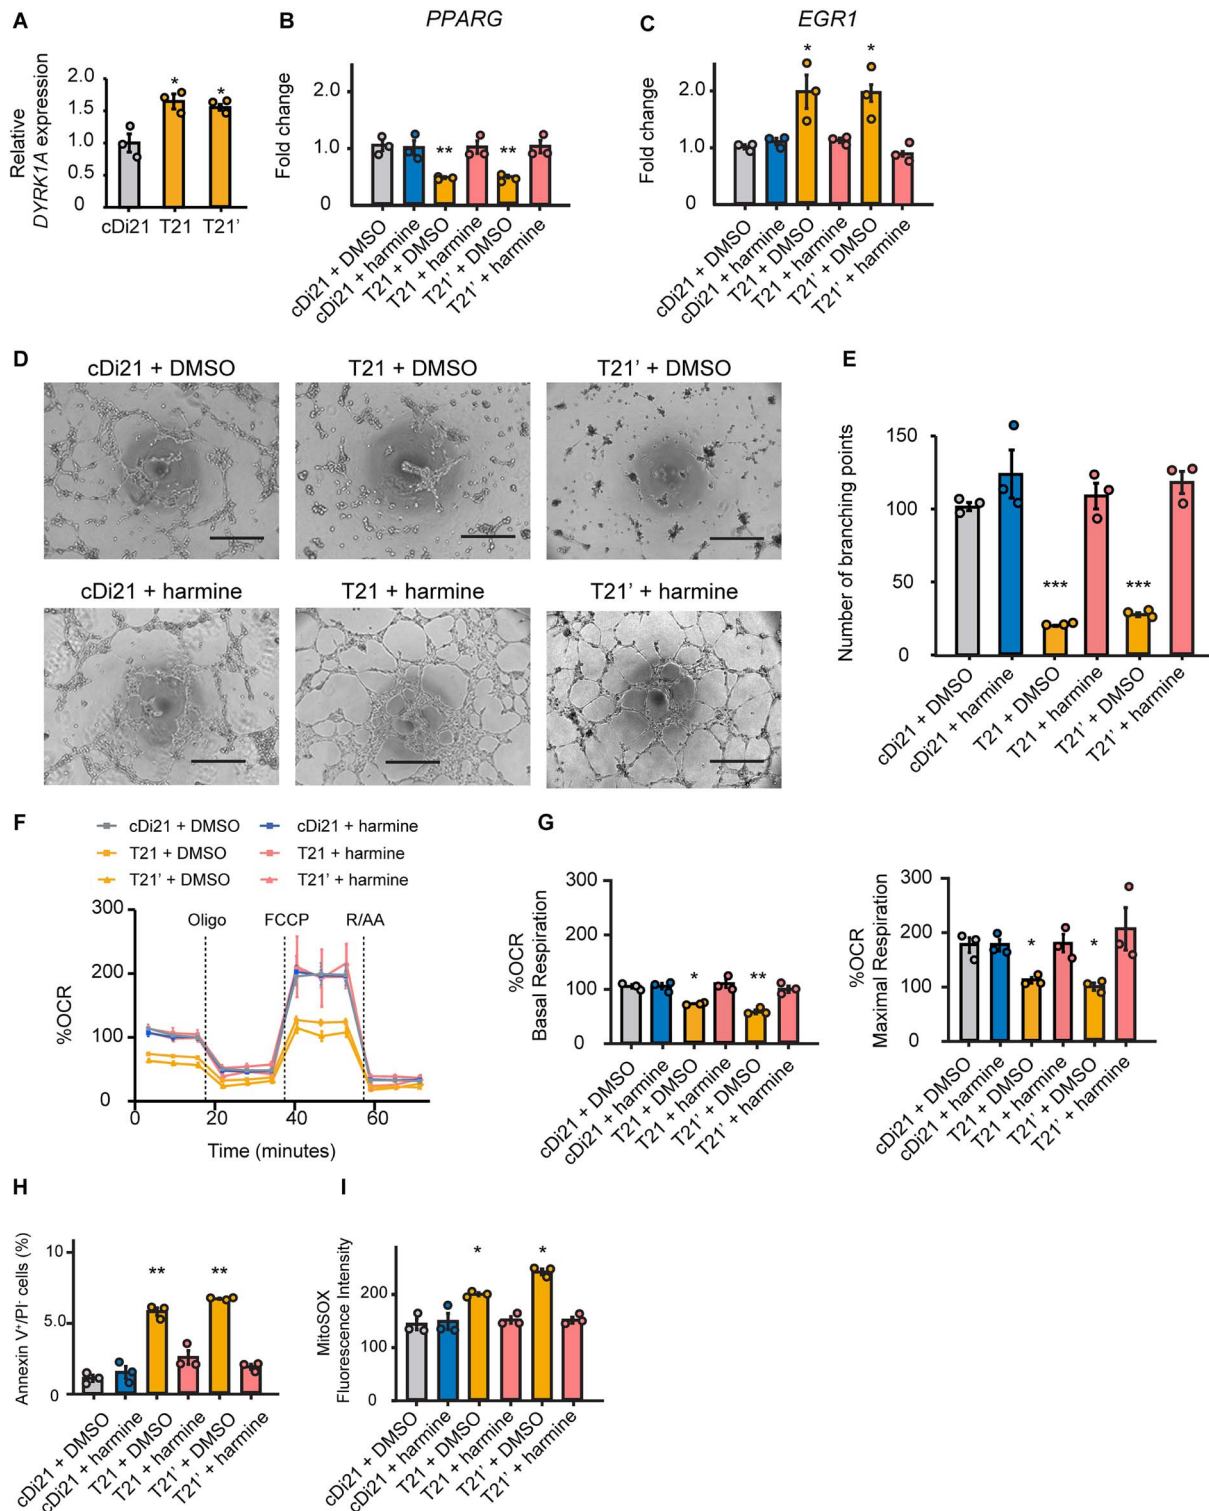 A
Relative
DYRK1A expression
2.0
1.5
1.0
0.5
0
* *
cDi21 T21 T21’
B
PPARG
Fold change
2.0
1.0
0
** **
cDi21 + DMSO
cDi21 + harmine
T21 + DMSO
T21 + harmine
T21’ + DMSO
T21’ + harmine
C
EGR1
Fold change
2.0
1.0
0
* *
cDi21 + DMSO
cDi21 + harmine
T21 + DMSO
T21 + harmine
T21’ + DMSO
T21’ + harmine
D
cDi21 + DMSO T21 + DMSO T21’ + DMSO
cDi21 + harmine T21 + harmine T21’ + harmine
E
Number of branching points
150
100
50
0
*** ***
cDi21 + DMSO
cDi21 + harmine
T21 + DMSO
T21 + harmine
T21’ + DMSO
T21’ + harmine
F
cDi21 + DMSO cDi21 + harmine
T21 + DMSO T21 + harmine
T21’ + DMSO T21’ + harmine
%OCR
300
200
100
0
Oligo FCCP R/AA
0 20 40 60
Time (minutes)
G
%OCR
Basal Respiration
300
200
100
0
* **
cDi21 + DMSO
cDi21 + harmine
T21 + DMSO
T21 + harmine
T21’ + DMSO
T21’ + harmine
%OCR
Maximal Respiration
300
200
100
0
* *
cDi21 + DMSO
cDi21 + harmine
T21 + DMSO
T21 + harmine
T21’ + DMSO
T21’ + harmine
H
Annexin V⁺/PI⁻ cells (%)
10
5.0
0
** **
cDi21 + DMSO
cDi21 + harmine
T21 + DMSO
T21 + harmine
T21’ + DMSO
T21’ + harmine
I
MitoSOX
Fluorescence Intensity
200
100
0
* *
cDi21 + DMSO
cDi21 + harmine
T21 + DMSO
T21 + harmine
T21’ + DMSO
T21’ + harmine